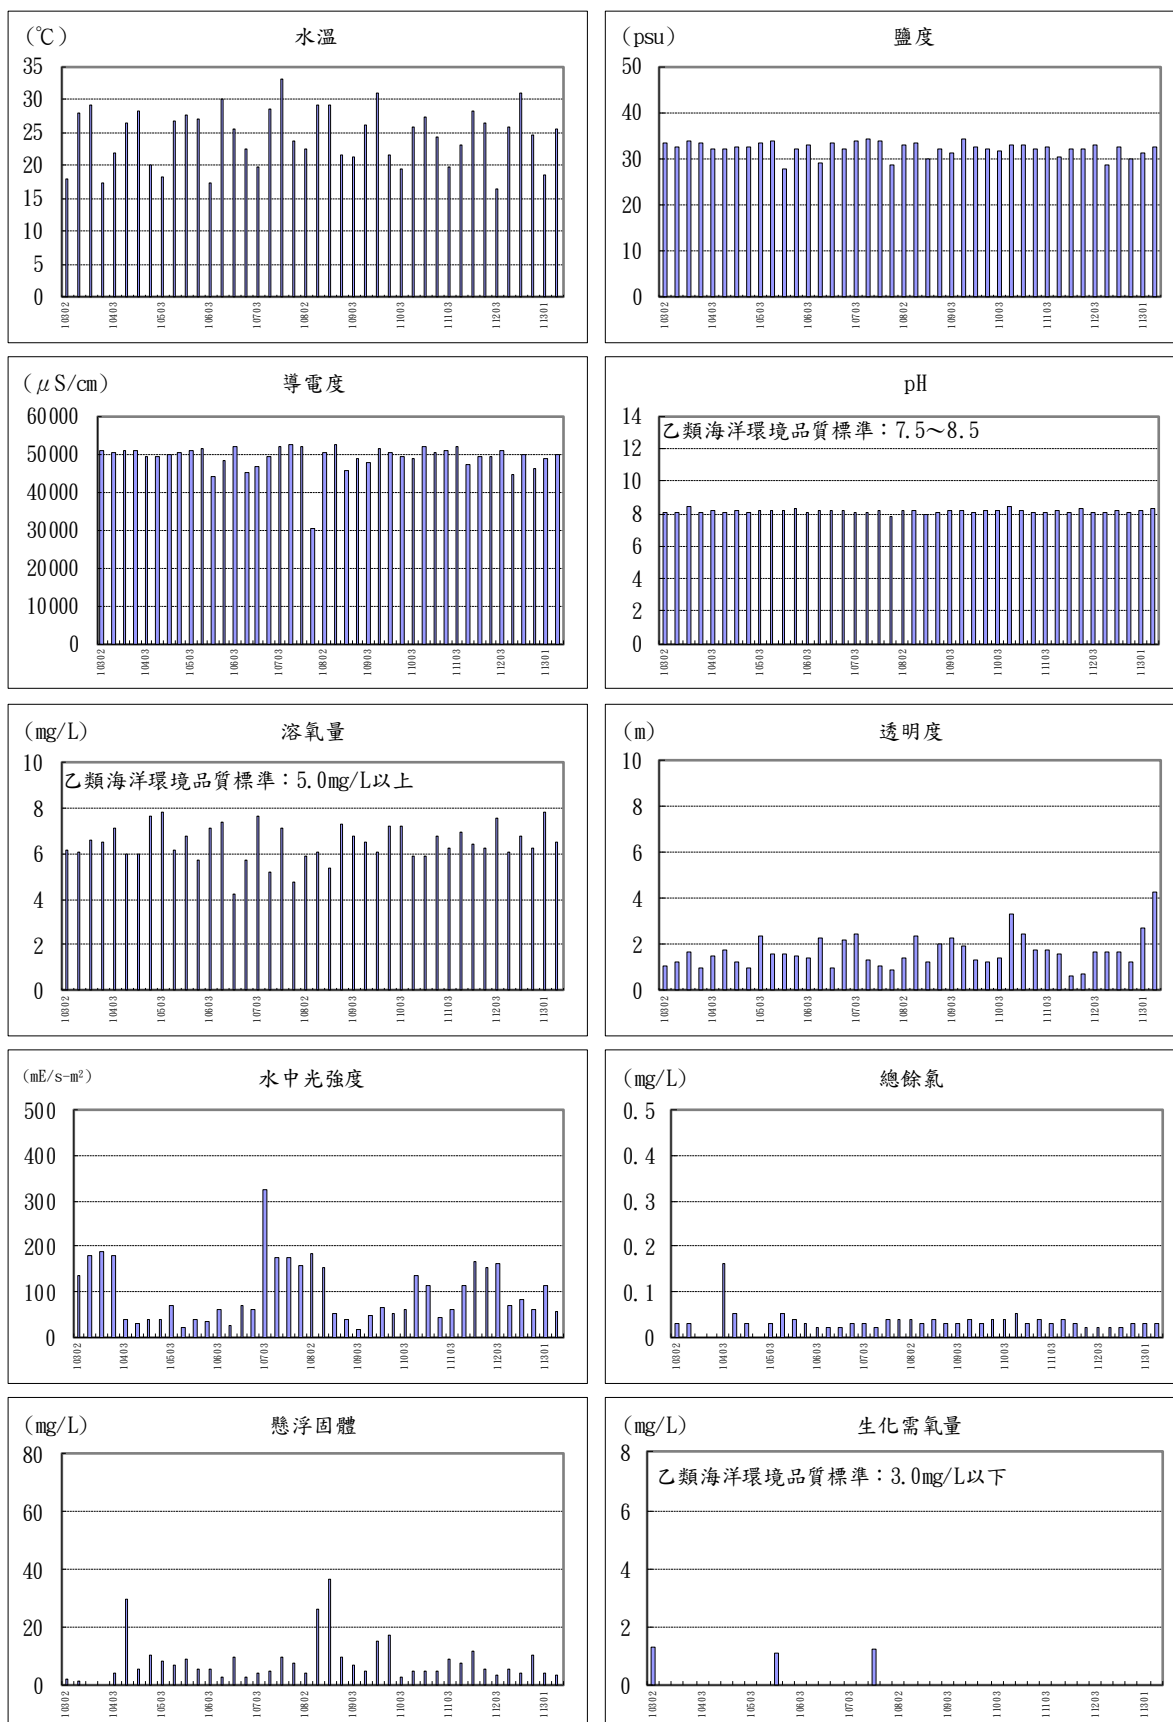 (℃) 水溫
35
30
25
20
15
10
5
0
10302 10403 10503 10603 10703 10802 10903 11003 11103 11203 11301
(psu) 鹽度
50
40
30
20
10
0
10302 10403 10503 10603 10703 10802 10903 11003 11103 11203 11301
(μS/cm) 導電度
60000
50000
40000
30000
20000
10000
0
10302 10403 10503 10603 10703 10802 10903 11003 11103 11203 11301
pH
乙類海洋環境品質標準：7.5～8.5
14
12
10
8
6
4
2
0
10302 10403 10503 10603 10703 10802 10903 11003 11103 11203 11301
(mg/L) 溶氧量
乙類海洋環境品質標準：5.0mg/L以上
10
8
6
4
2
0
10302 10403 10503 10603 10703 10802 10903 11003 11103 11203 11301
(m) 透明度
10
8
6
4
2
0
10302 10403 10503 10603 10703 10802 10903 11003 11103 11203 11301
(mE/s-m²) 水中光強度
500
400
300
200
100
0
10302 10403 10503 10603 10703 10802 10903 11003 11103 11203 11301
(mg/L) 總餘氯
0.5
0.4
0.3
0.2
0.1
0
10302 10403 10503 10603 10703 10802 10903 11003 11103 11203 11301
(mg/L) 懸浮固體
80
60
40
20
0
10302 10403 10503 10603 10703 10802 10903 11003 11103 11203 11301
(mg/L) 生化需氧量
乙類海洋環境品質標準：3.0mg/L以下
8
6
4
2
0
10302 10403 10503 10603 10703 10802 10903 11003 11103 11203 11301